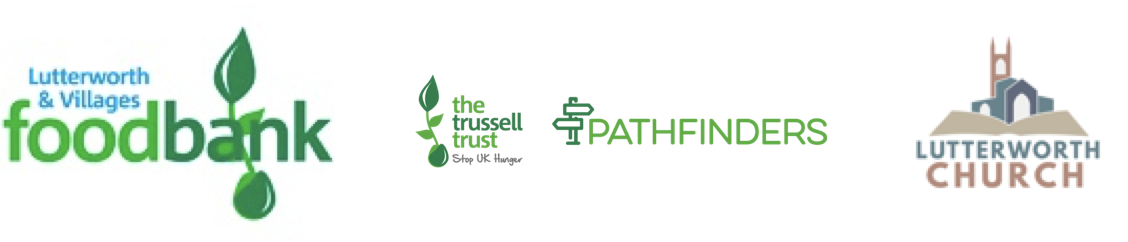 Lutterworth
& Villages
foodbank
the
trussell
trust
Stop UK Hunger
PATHFINDERS
LUTTERWORTH
CHURCH